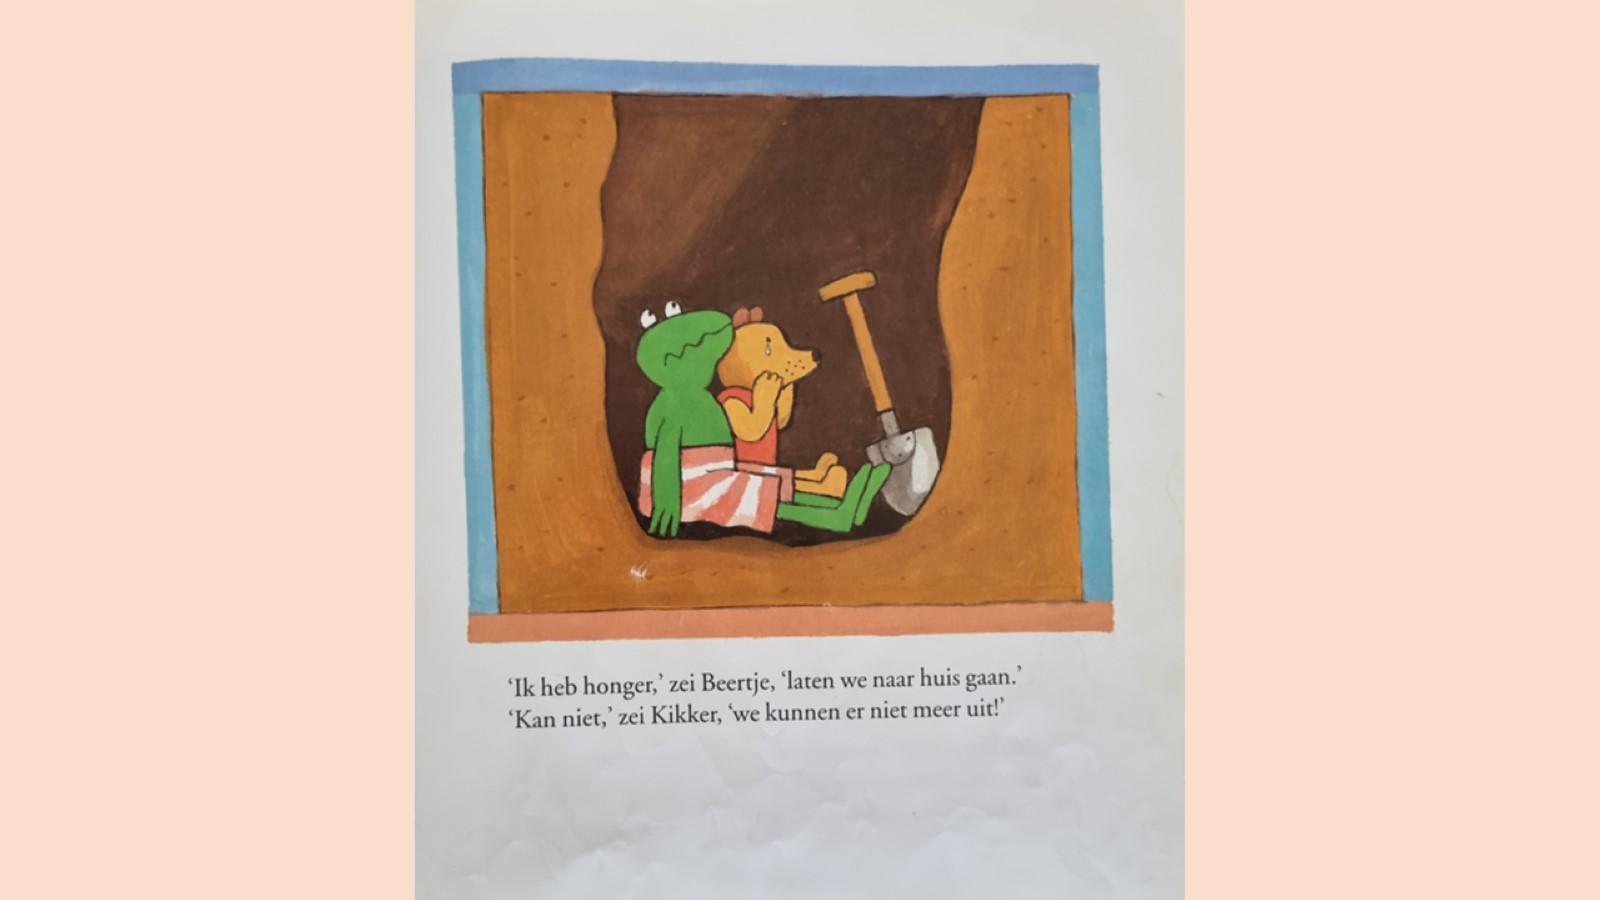 ‘Ik heb honger,’ zei Beertje, ‘laten we naar huis gaan.’
‘Kan niet,’ zei Kikker, ‘we kunnen er niet meer uit!’